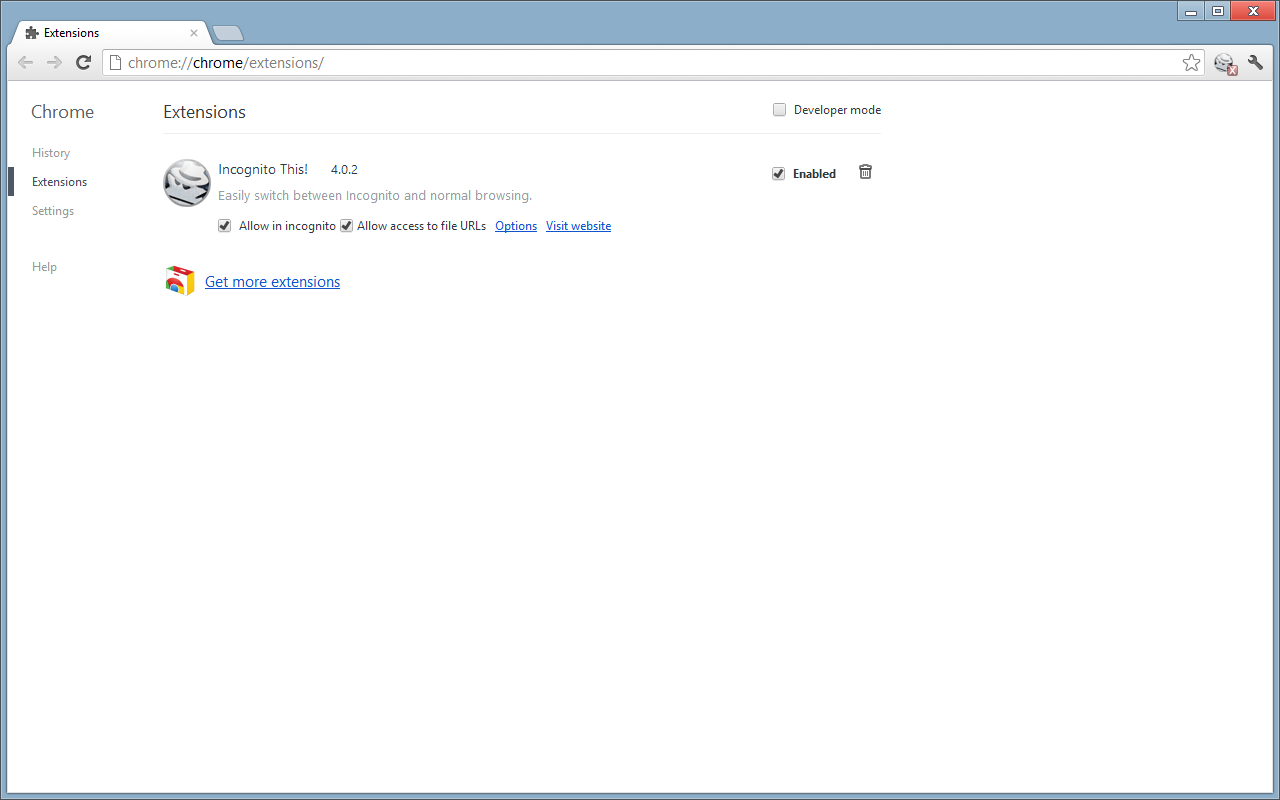 Extensions
chrome://chrome/extensions/
Chrome
Extensions
Developer mode
History
Extensions
Settings
Help
Incognito This! 4.0.2
Enabled
Easily switch between Incognito and normal browsing.
Allow in incognito Allow access to file URLs Options Visit website
Get more extensions